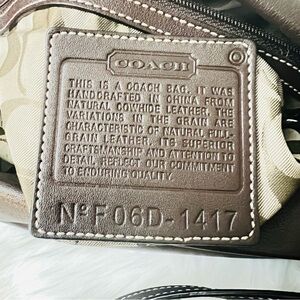 COACH
THIS IS A COACH BAG. IT WAS
HANDCRAFTED IN CHINA FROM
NATURAL COWHIDE LEATHER. THE
VARIATIONS IN THE GRAIN ARE
CHARACTERISTIC OF NATURAL FULL-
GRAIN LEATHER. ITS SUPERIOR
CRAFTSMANSHIP AND ATTENTION TO
DETAIL REFLECT OUR COMMITMENT
TO ENDURING QUALITY.
Nº F06D-1417